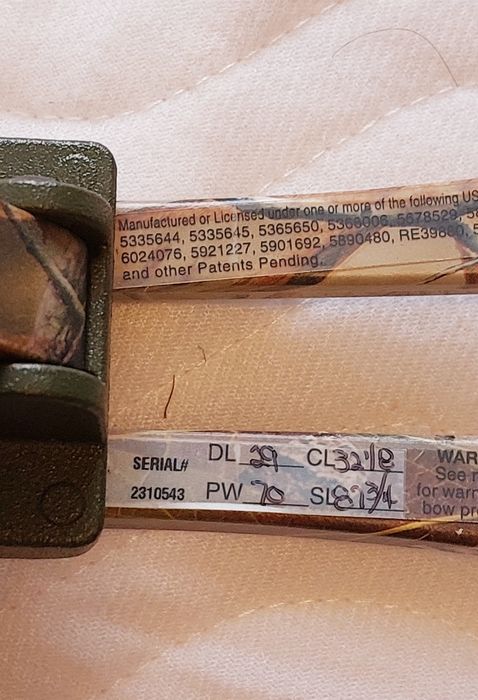 Manufactured or Licensed under one or more of the following US
5335644, 5335645, 5365650, 5368006, 5678529,
6024076, 5921227, 5901692, 5890480,
and other Patents Pending.
SERIAL# DL 29 CL 32 1/8
2310543 PW 70 SL 87 3/4
WAR
See
for warn
bow pr